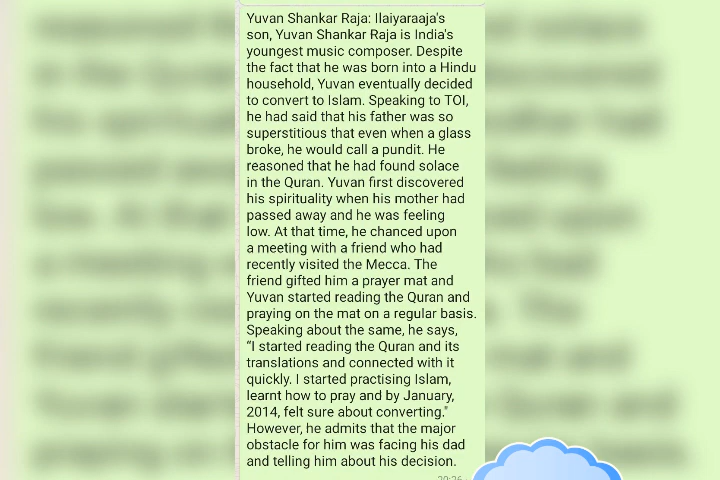 Yuvan Shankar Raja: Ilaiyaraaja's
son, Yuvan Shankar Raja is India's
youngest music composer. Despite
the fact that he was born into a Hindu
household, Yuvan eventually decided
to convert to Islam. Speaking to TOI,
he had said that his father was so
superstitious that even when a glass
broke, he would call a pundit. He
reasoned that he had found solace
in the Quran. Yuvan first discovered
his spirituality when his mother had
passed away and he was feeling
low. At that time, he chanced upon
a meeting with a friend who had
recently visited the Mecca. The
friend gifted him a prayer mat and
Yuvan started reading the Quran and
praying on the mat on a regular basis.
Speaking about the same, he says,
“I started reading the Quran and its
translations and connected with it
quickly. I started practising Islam,
learnt how to pray and by January,
2014, felt sure about converting.”
However, he admits that the major
obstacle for him was facing his dad
and telling him about his decision.